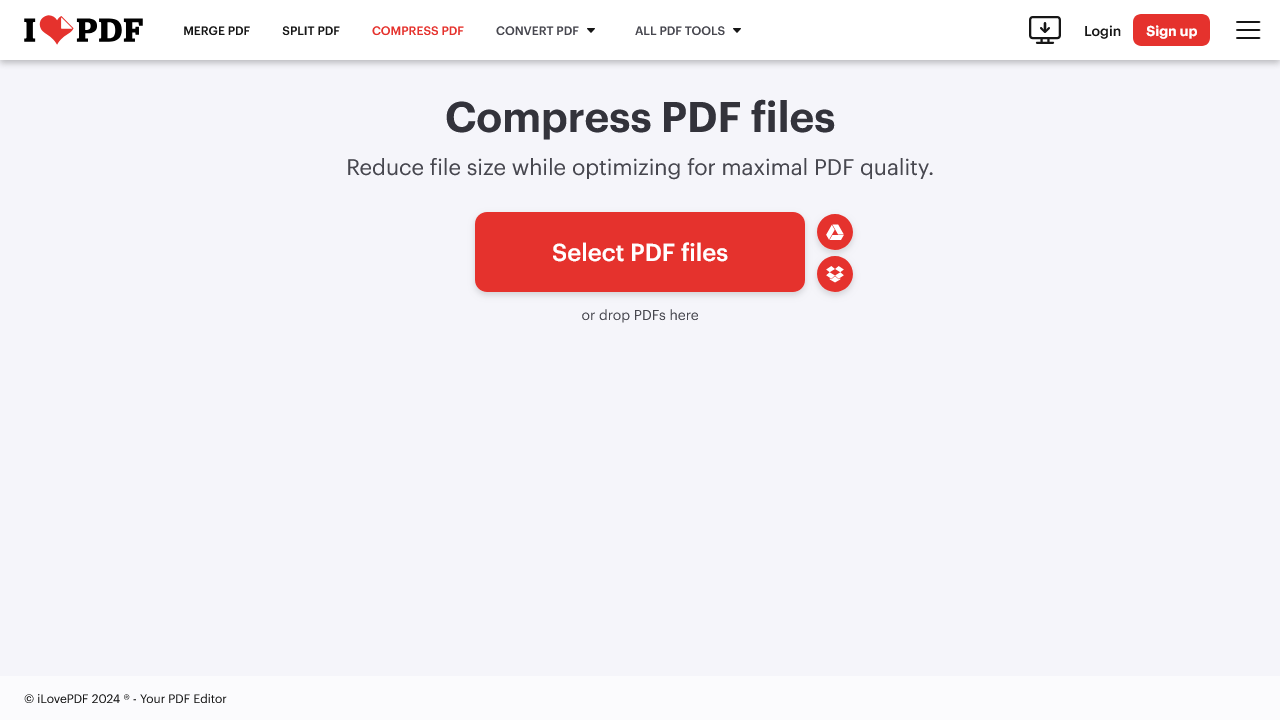 I PDF
MERGE PDF
SPLIT PDF
COMPRESS PDF
CONVERT PDF
ALL PDF TOOLS
Login
Sign up
Compress PDF files
Reduce file size while optimizing for maximal PDF quality.
Select PDF files
or drop PDFs here
© iLovePDF 2024 ® - Your PDF Editor